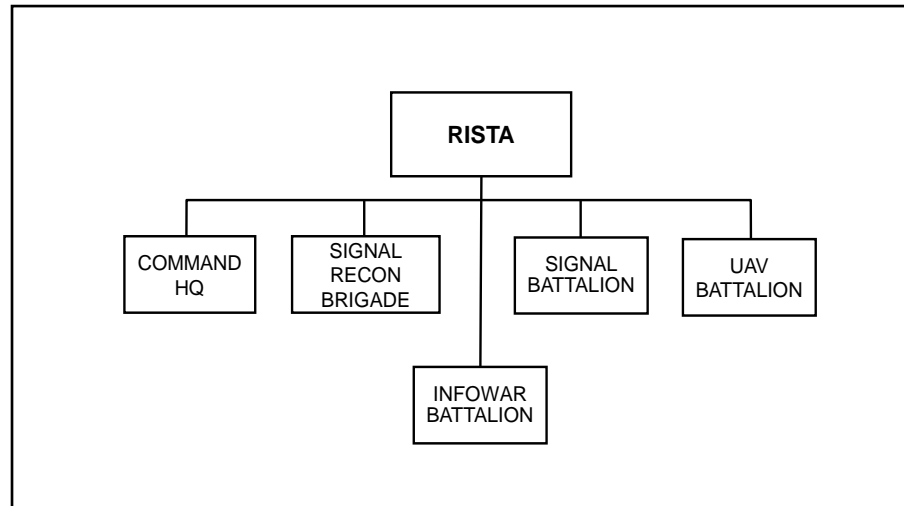 RISTA
COMMAND
HQ
SIGNAL
RECON
BRIGADE
SIGNAL
BATTALION
UAV
BATTALION
INFOWAR
BATTALION